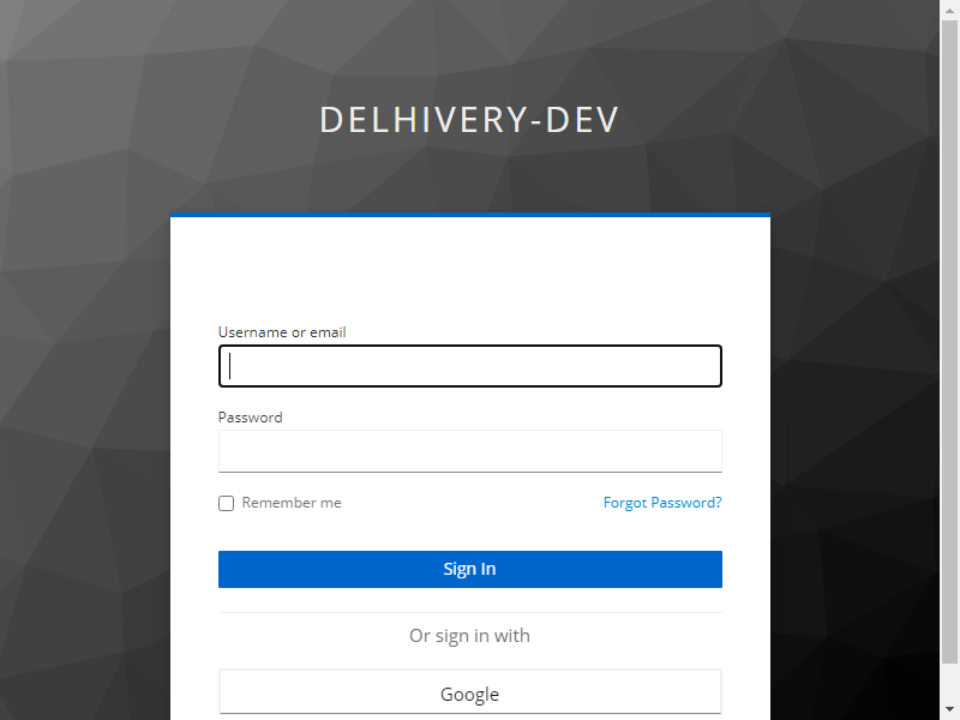 DELHIVERY-DEV
Username or email
Password
Remember me
Forgot Password?
Sign In
Or sign in with
Google